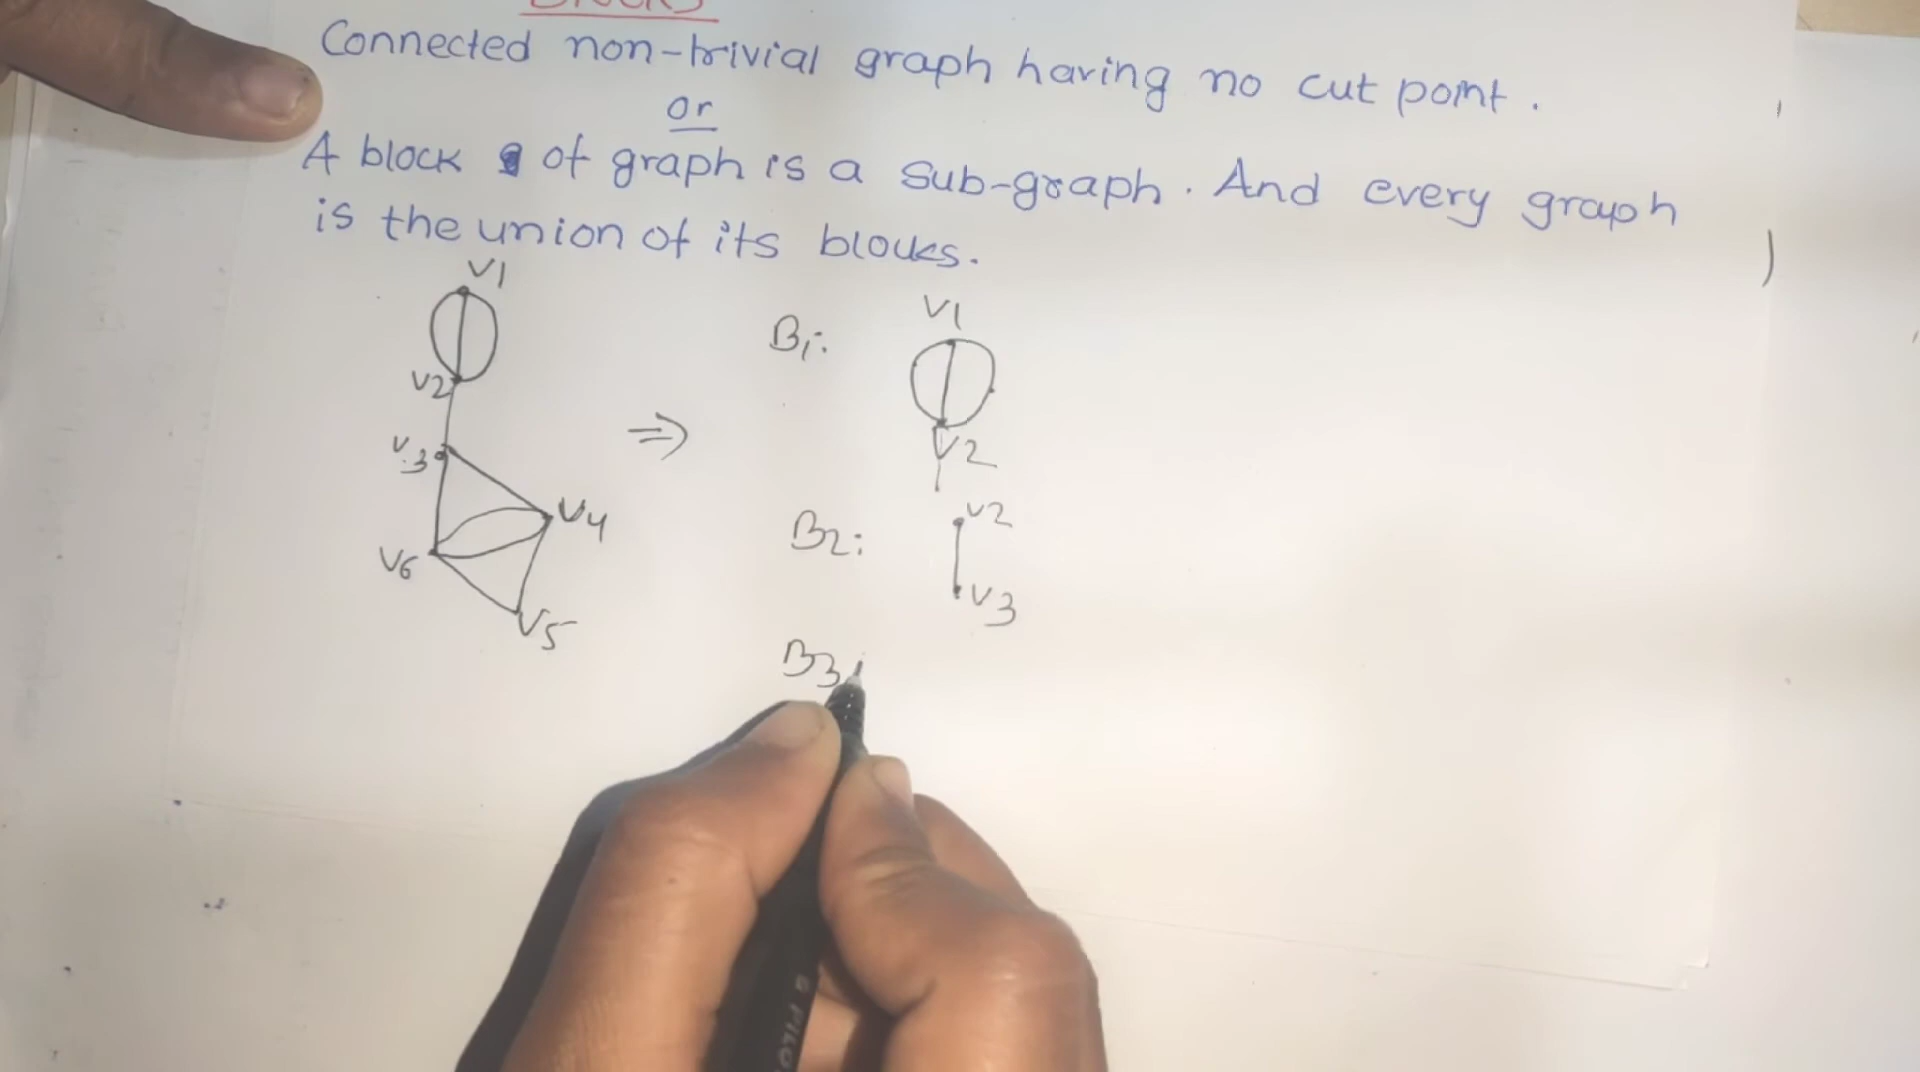 BLOCKS
Connected non-trivial graph having no cut point.
or
A block of graph is a sub-graph. And every graph
is the union of its blocks.
V1
V2
V3
V4
V6
V5
⇒
B1:
V1
V2
B2:
V2
V3
B3